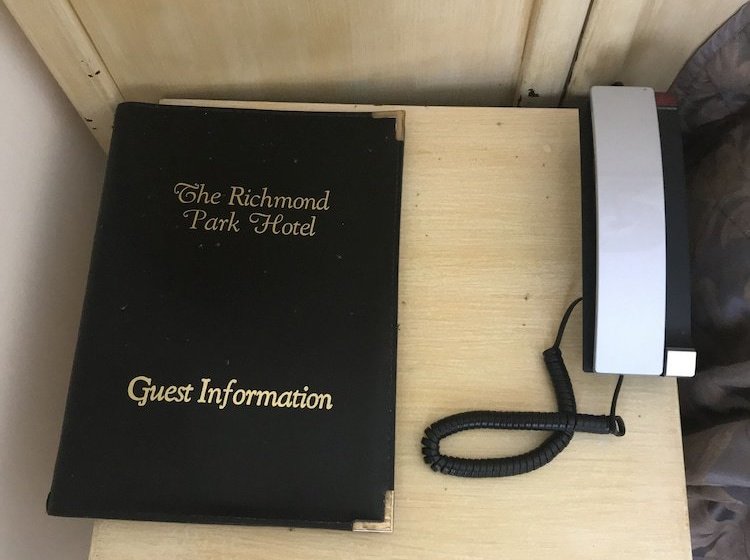 The Richmond
Park Hotel
Guest Information